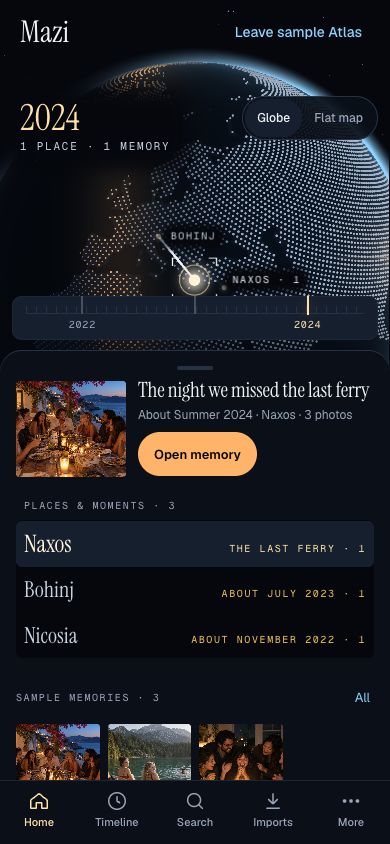 Mazi
Leave sample Atlas
2024
1 PLACE · 1 MEMORY
Globe
Flat map
BOHINJ
NAXOS · 1
2022
2024
The night we missed the last ferry
About Summer 2024 · Naxos · 3 photos
Open memory
PLACES & MOMENTS · 3
Naxos
THE LAST FERRY · 1
Bohinj
ABOUT JULY 2023 · 1
Nicosia
ABOUT NOVEMBER 2022 · 1
SAMPLE MEMORIES · 3
All
Home
Timeline
Search
Imports
More